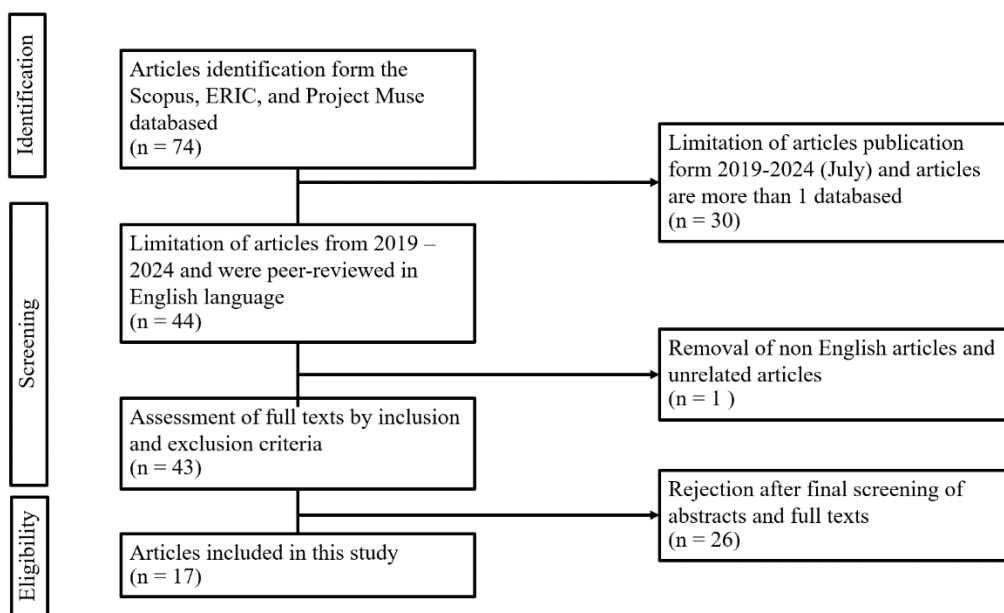 Identification
Articles identification form the
Scopus, ERIC, and Project Muse
databased
(n = 74)
Limitation of articles publication
form 2019-2024 (July) and articles
are more than 1 databased
(n = 30)
Screening
Limitation of articles from 2019 –
2024 and were peer-reviewed in
English language
(n = 44)
Removal of non English articles and
unrelated articles
(n = 1 )
Assessment of full texts by inclusion
and exclusion criteria
(n = 43)
Rejection after final screening of
abstracts and full texts
(n = 26)
Eligibility
Articles included in this study
(n = 17)